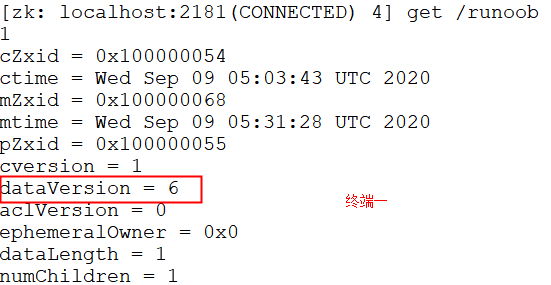 [zk: localhost:2181(CONNECTED) 4] get /runoob
1
cZxid = 0x100000054
ctime = Wed Sep 09 05:03:43 UTC 2020
mZxid = 0x100000068
mtime = Wed Sep 09 05:31:28 UTC 2020
pZxid = 0x100000055
cversion = 1
dataVersion = 6
aclVersion = 0
终端一
ephemeralOwner = 0x0
dataLength = 1
numChildren = 1